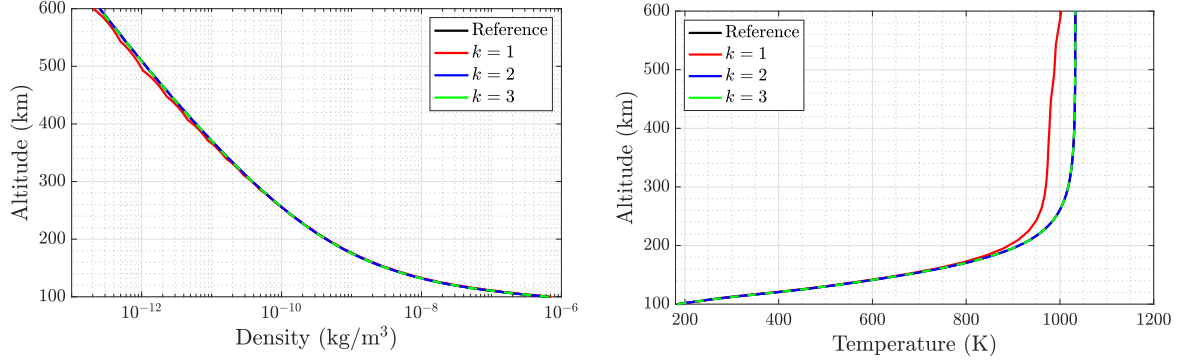 600
500
400
300
200
100
Altitude (km)
Reference
k = 1
k = 2
k = 3
10⁻¹² 10⁻¹⁰ 10⁻⁸ 10⁻⁶
Density (kg/m³)
600
500
400
300
200
100
Altitude (km)
Reference
k = 1
k = 2
k = 3
200 400 600 800 1000 1200
Temperature (K)